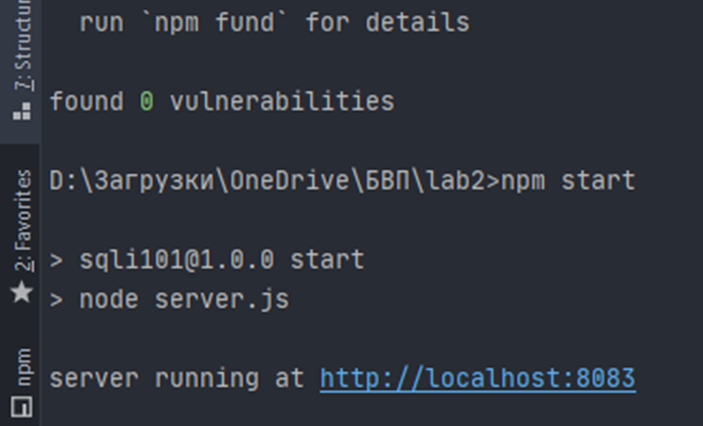 run `npm fund` for details
found 0 vulnerabilities
D:\Загрузки\OneDrive\БВП\lab2>npm start
> sqli101@1.0.0 start
> node server.js
server running at http://localhost:8083
7: Structur
2: Favorites
npm